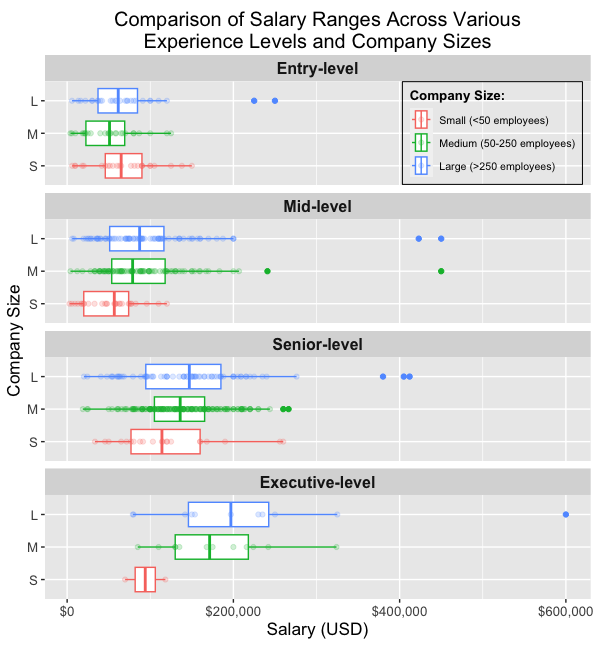 Comparison of Salary Ranges Across Various
Experience Levels and Company Sizes
Entry-level
L
M
S
Company Size:
Small (<50 employees)
Medium (50-250 employees)
Large (>250 employees)
Mid-level
L
M
S
Company Size
Senior-level
L
M
S
Executive-level
L
M
S
$0
$200,000
$400,000
$600,000
Salary (USD)